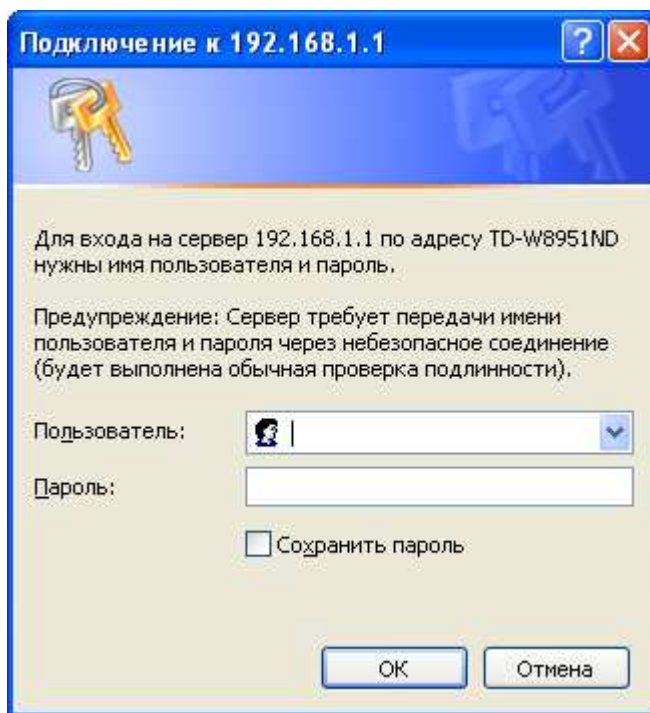 Подключение к 192.168.1.1
Для входа на сервер 192.168.1.1 по адресу TD-W8951ND
нужны имя пользователя и пароль.
Предупреждение: Сервер требует передачи имени
пользователя и пароля через небезопасное соединение
(будет выполнена обычная проверка подлинности).
Пользователь:
Пароль:
Сохранить пароль
ОК
Отмена